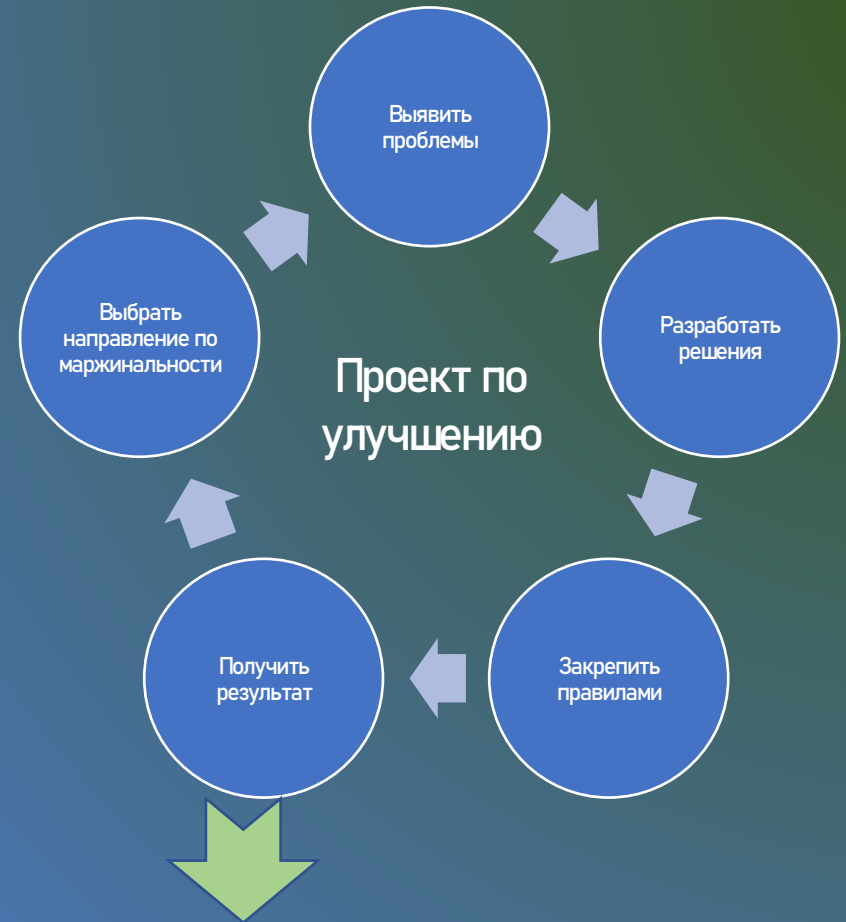 Выявить
проблемы
Разработать
решения
Закрепить
правилами
Получить
результат
Выбрать
направление по
маржинальности
Проект по
улучшению